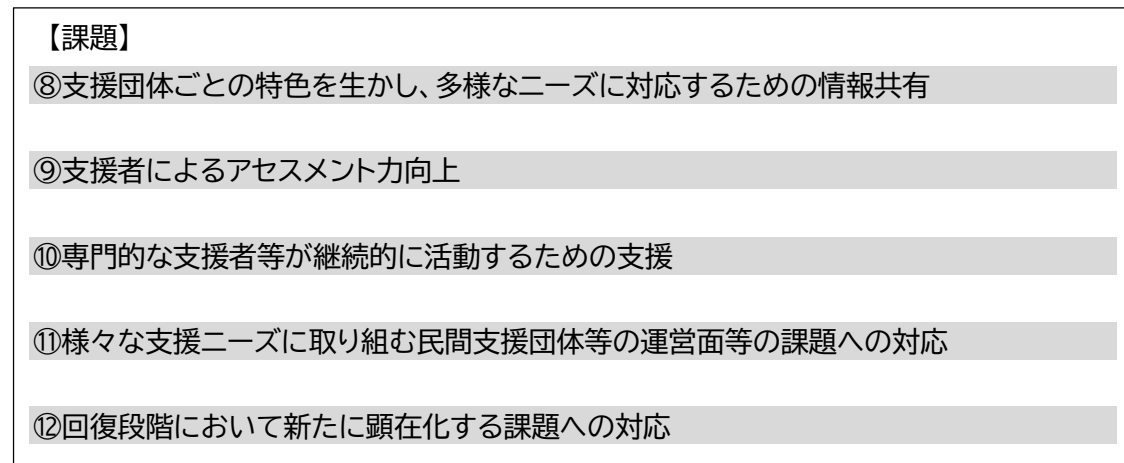 【課題】
⑧支援団体ごとの特色を生かし、多様なニーズに対応するための情報共有
⑨支援者によるアセスメント力向上
⑩専門的な支援者等が継続的に活動するための支援
⑪様々な支援ニーズに取り組む民間支援団体等の運営面等の課題への対応
⑫回復段階において新たに顕在化する課題への対応